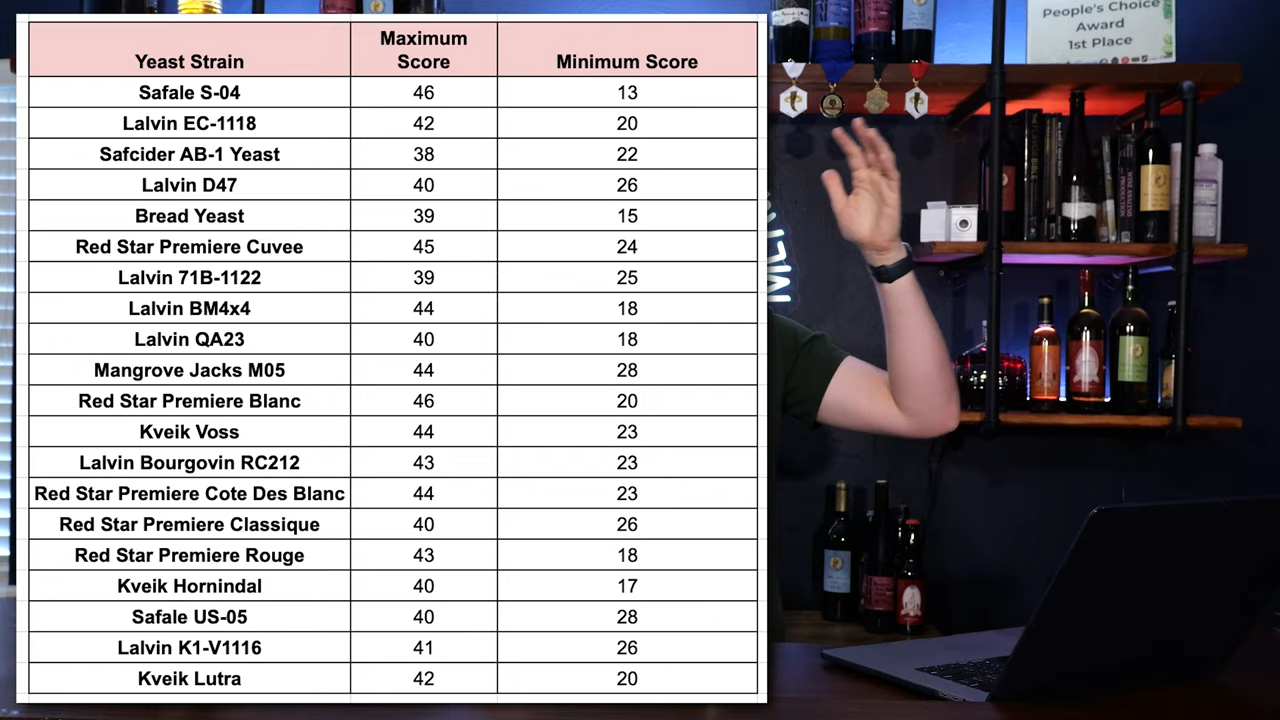 Yeast Strain Maximum Score Minimum Score
Safale S-04 46 13
Lalvin EC-1118 42 20
Safcider AB-1 Yeast 38 22
Lalvin D47 40 26
Bread Yeast 39 15
Red Star Premiere Cuvee 45 24
Lalvin 71B-1122 39 25
Lalvin BM4x4 44 18
Lalvin QA23 40 18
Mangrove Jacks M05 44 28
Red Star Premiere Blanc 46 20
Kveik Voss 44 23
Lalvin Bourgovin RC212 43 23
Red Star Premiere Cote Des Blanc 44 23
Red Star Premiere Classique 40 26
Red Star Premiere Rouge 43 18
Kveik Hornindal 40 17
Safale US-05 40 28
Lalvin K1-V1116 41 26
Kveik Lutra 42 20
People's Choice
Award
1st Place